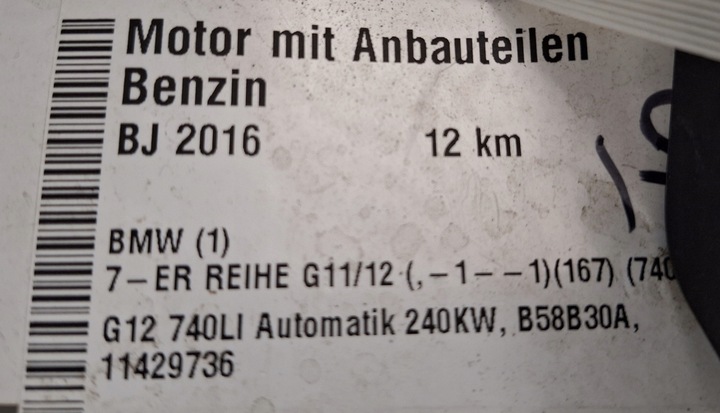 Motor mit Anbauteilen
Benzin
BJ 2016 12 km
BMW (1)
7-ER REIHE G11/12 (,-1--1)(167) (740
G12 740LI Automatik 240KW, B58B30A,
11429736